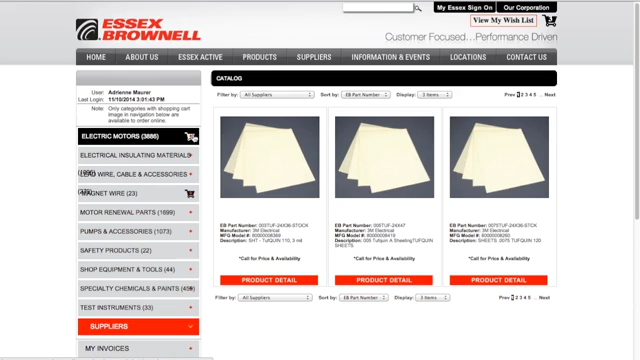 My Essex Sign On
Our Corporation
View My Wish List
ESSEX
BROWNELL
Customer Focused...Performance Driven
HOME
ABOUT US
ESSEX ACTIVE
PRODUCTS
SUPPLIERS
INFORMATION & EVENTS
LOCATIONS
CONTACT US
User: Adrienne Maurer
Last Login: 11/10/2014 3:01:43 PM
Note: Only categories with shopping cart
image in navigation below are
available to order online.
ELECTRIC MOTORS (3886)
ELECTRICAL INSULATING MATERIALS
LEAD WIRE, CABLE & ACCESSORIES
MAGNET WIRE (23)
MOTOR RENEWAL PARTS (1699)
PUMPS & ACCESSORIES (1073)
SAFETY PRODUCTS (22)
SHOP EQUIPMENT & TOOLS (44)
SPECIALTY CHEMICALS & PAINTS
TEST INSTRUMENTS (33)
SUPPLIERS
MY INVOICES
CATALOG
Filter by: All Suppliers Sort by: EB Part Number Display: 3 Items Prev 1 2 3 4 5 ... Next
EB Part Number: 003TUF-24X36-STOCK
Manufacturer: 3M Electrical
MFG Model #:
Description: SHT - TufQUIN 110, 3 mil
*Call for Price & Availability
PRODUCT DETAIL
EB Part Number:
Manufacturer: 3M Electrical
MFG Model #:
Description: 005 Tufquin A Sheeting/TUFQUIN
SHEETS
*Call for Price & Availability
PRODUCT DETAIL
EB Part Number: 007STUF-24X36-STOCK
Manufacturer: 3M Electrical
MFG Model #:
Description: SHEETS .0075 TUFQUIN 120
*Call for Price & Availability
PRODUCT DETAIL
Filter by: All Suppliers Sort by: EB Part Number Display: 3 Items Prev 1 2 3 4 5 ... Next